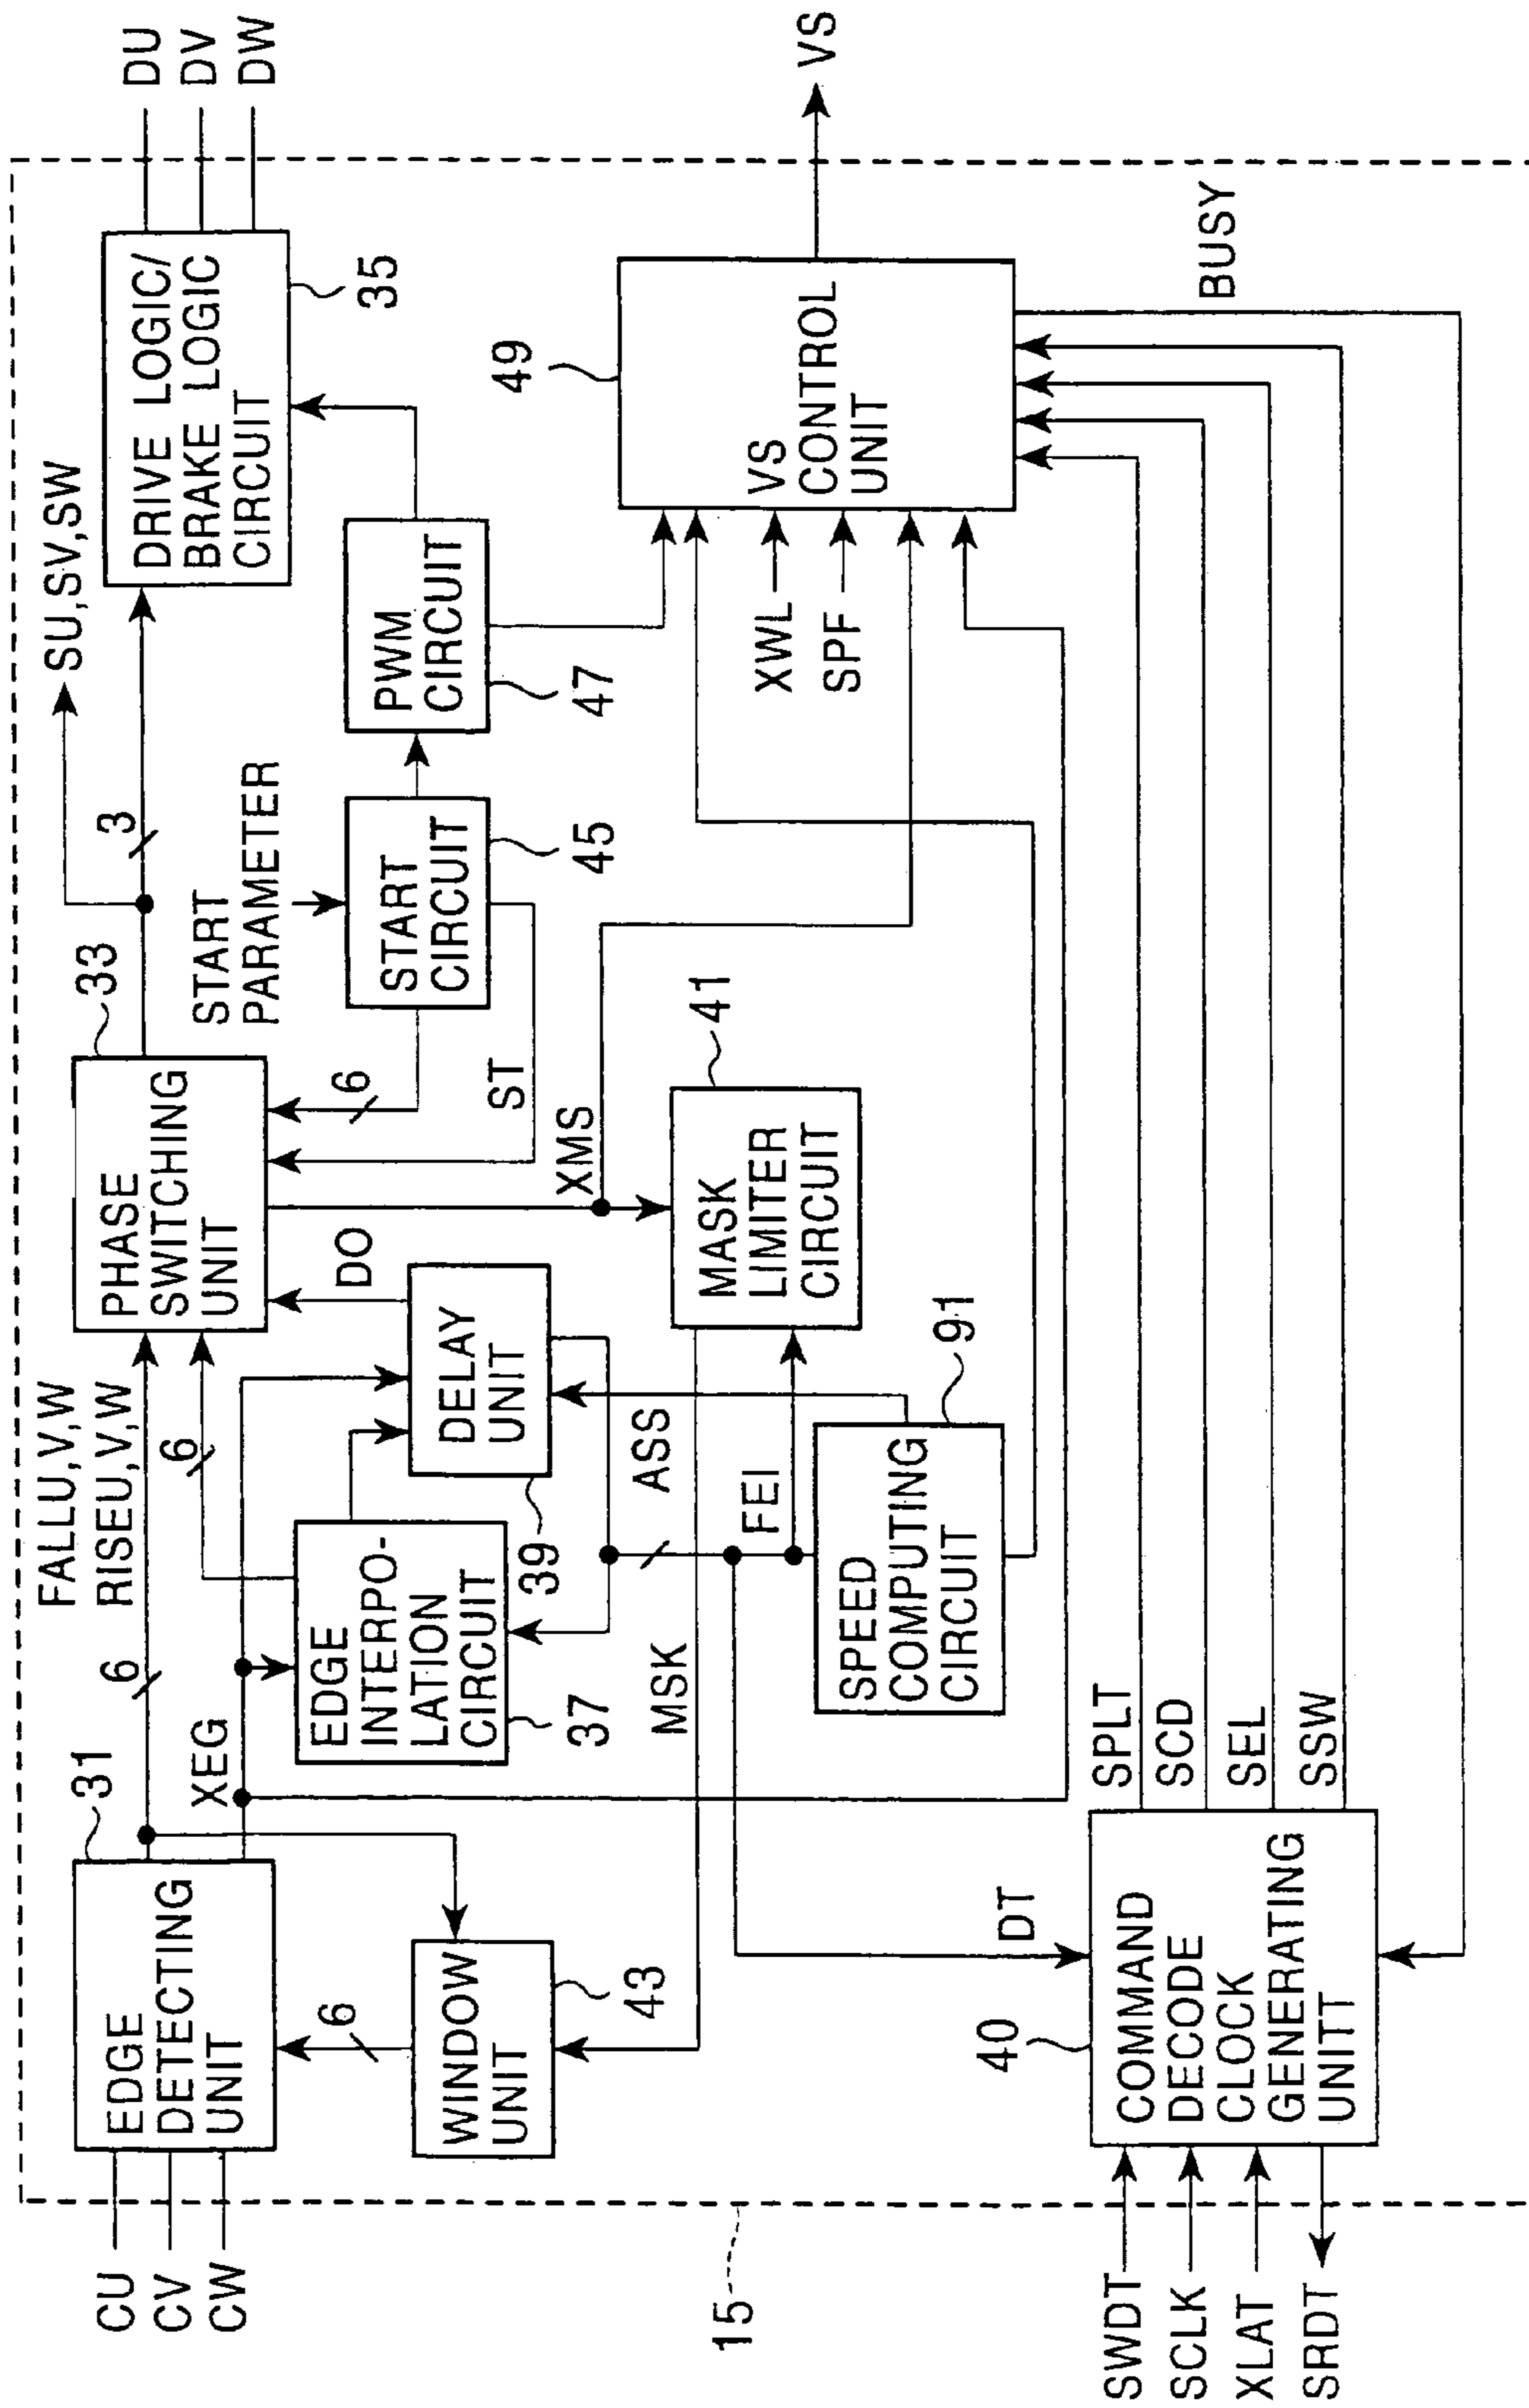 CU
CV
CW
EDGE
DETECTING
UNIT
31
XEG
6
FALLU,V,W
RISEU,V,W
6
PHASE
SWITCHING
UNIT
33
3
SU,SV,SW
DRIVE LOGIC/
BRAKE LOGIC
CIRCUIT
35
DU
DV
DW
WINDOW
UNIT
43
6
EDGE
INTERPO-
LATION
CIRCUIT
37
DELAY
UNIT
39
DO
6
ST
START
PARAMETER
START
CIRCUIT
45
PWM
CIRCUIT
47
XMS
MASK
LIMITER
CIRCUIT
41
MSK
ASS
FEI
SPEED
COMPUTING
CIRCUIT
91
XWL
SPF
VS
CONTROL
UNIT
49
VS
15
DT
COMMAND
DECODE
CLOCK
GENERATING
UNITT
40
SWDT
SCLK
XLAT
SRDT
SPLT
SCD
SEL
SSW
BUSY